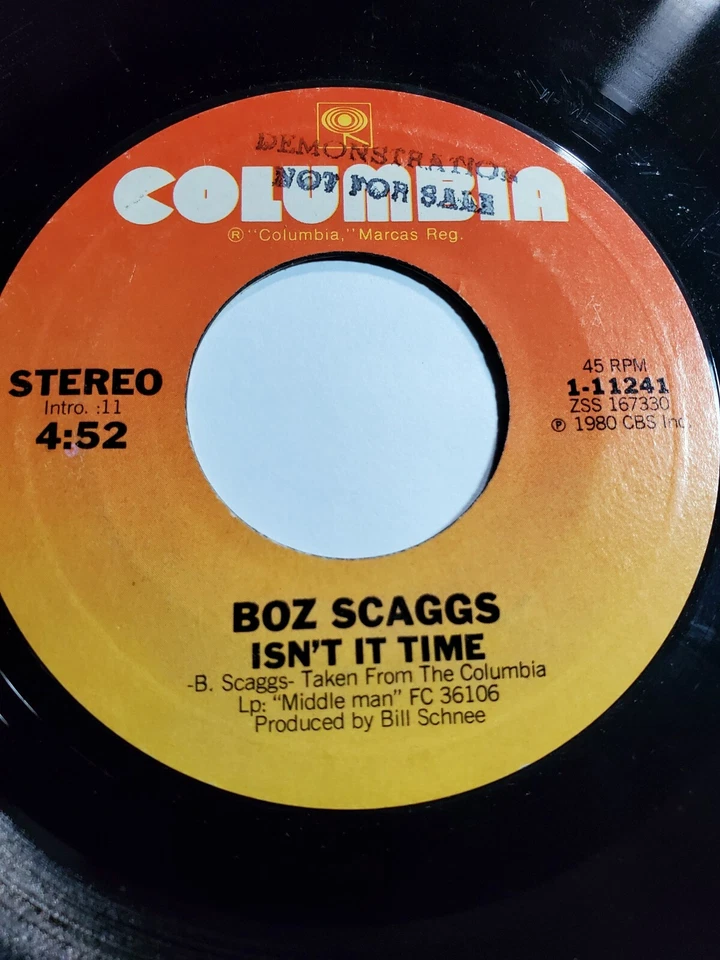 DEMONSTRATION
NOT FOR SALE
COLUMBIA
® "Columbia," Marcas Reg.
STEREO
Intro. :11
4:52
45 RPM
1-11241
ZSS 167330
℗ 1980 CBS Inc.
BOZ SCAGGS
ISN'T IT TIME
-B. Scaggs- Taken From The Columbia
Lp: "Middle man" FC 36106
Produced by Bill Schnee